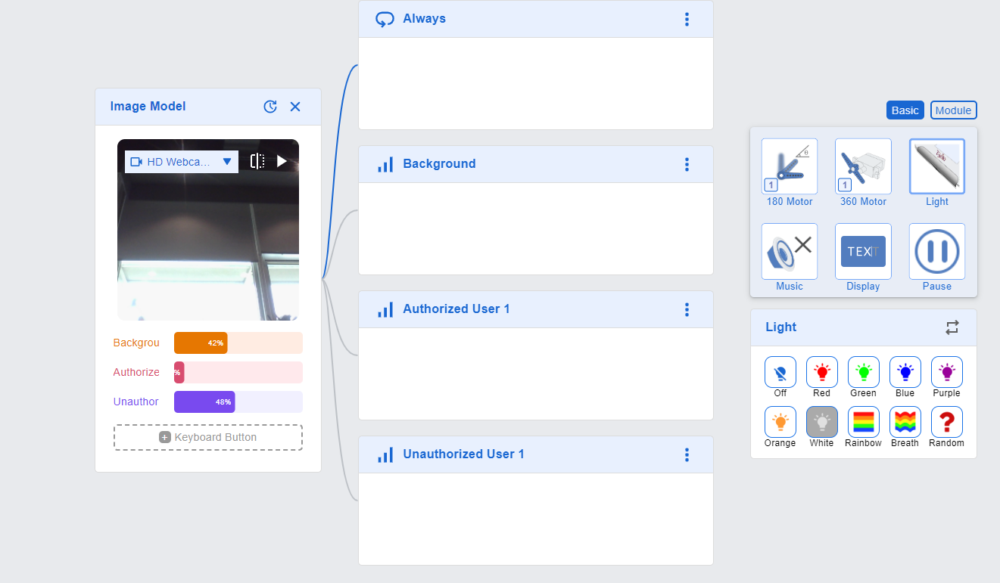 Always
Image Model
HD Webca...
Backgrou
42%
Authorize
%
Unauthor
48%
+ Keyboard Button
Background
Authorized User 1
Unauthorized User 1
Basic
Module
θ
1
180 Motor
1
360 Motor
Light
Music
TEXT
Display
Pause
Light
Off
Red
Green
Blue
Purple
Orange
White
Rainbow
Breath
?
Random